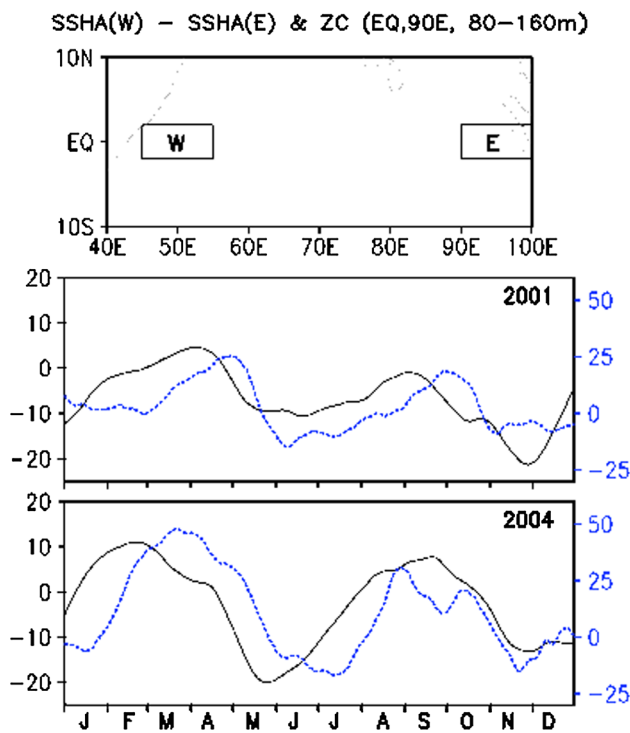 SSHA(W) − SSHA(E) & ZC (EQ,90E, 80−160m)
10N
EQ W E
10S
40E 50E 60E 70E 80E 90E 100E
20 2001 50
10
0 25
−10 0
−20 −25
20 2004 50
10
0 25
−10 0
−20 −25
J F M A M J J A S O N D